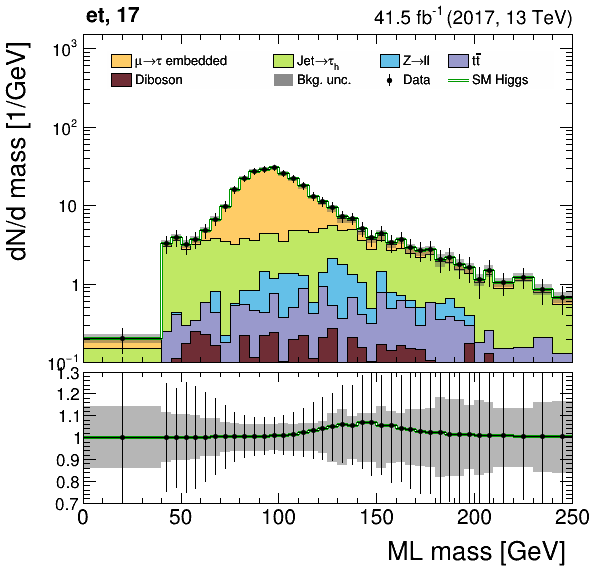 et, 17 41.5 fb⁻¹ (2017, 13 TeV)
dN/d mass [1/GeV]
10³
10²
10
1
10⁻¹
μ→τ embedded Jet→τₕ Z→ll tt̄
Diboson Bkg. unc. Data SM Higgs
1.3
1.2
1.1
1
0.9
0.8
0.7
0 50 100 150 200 250
ML mass [GeV]